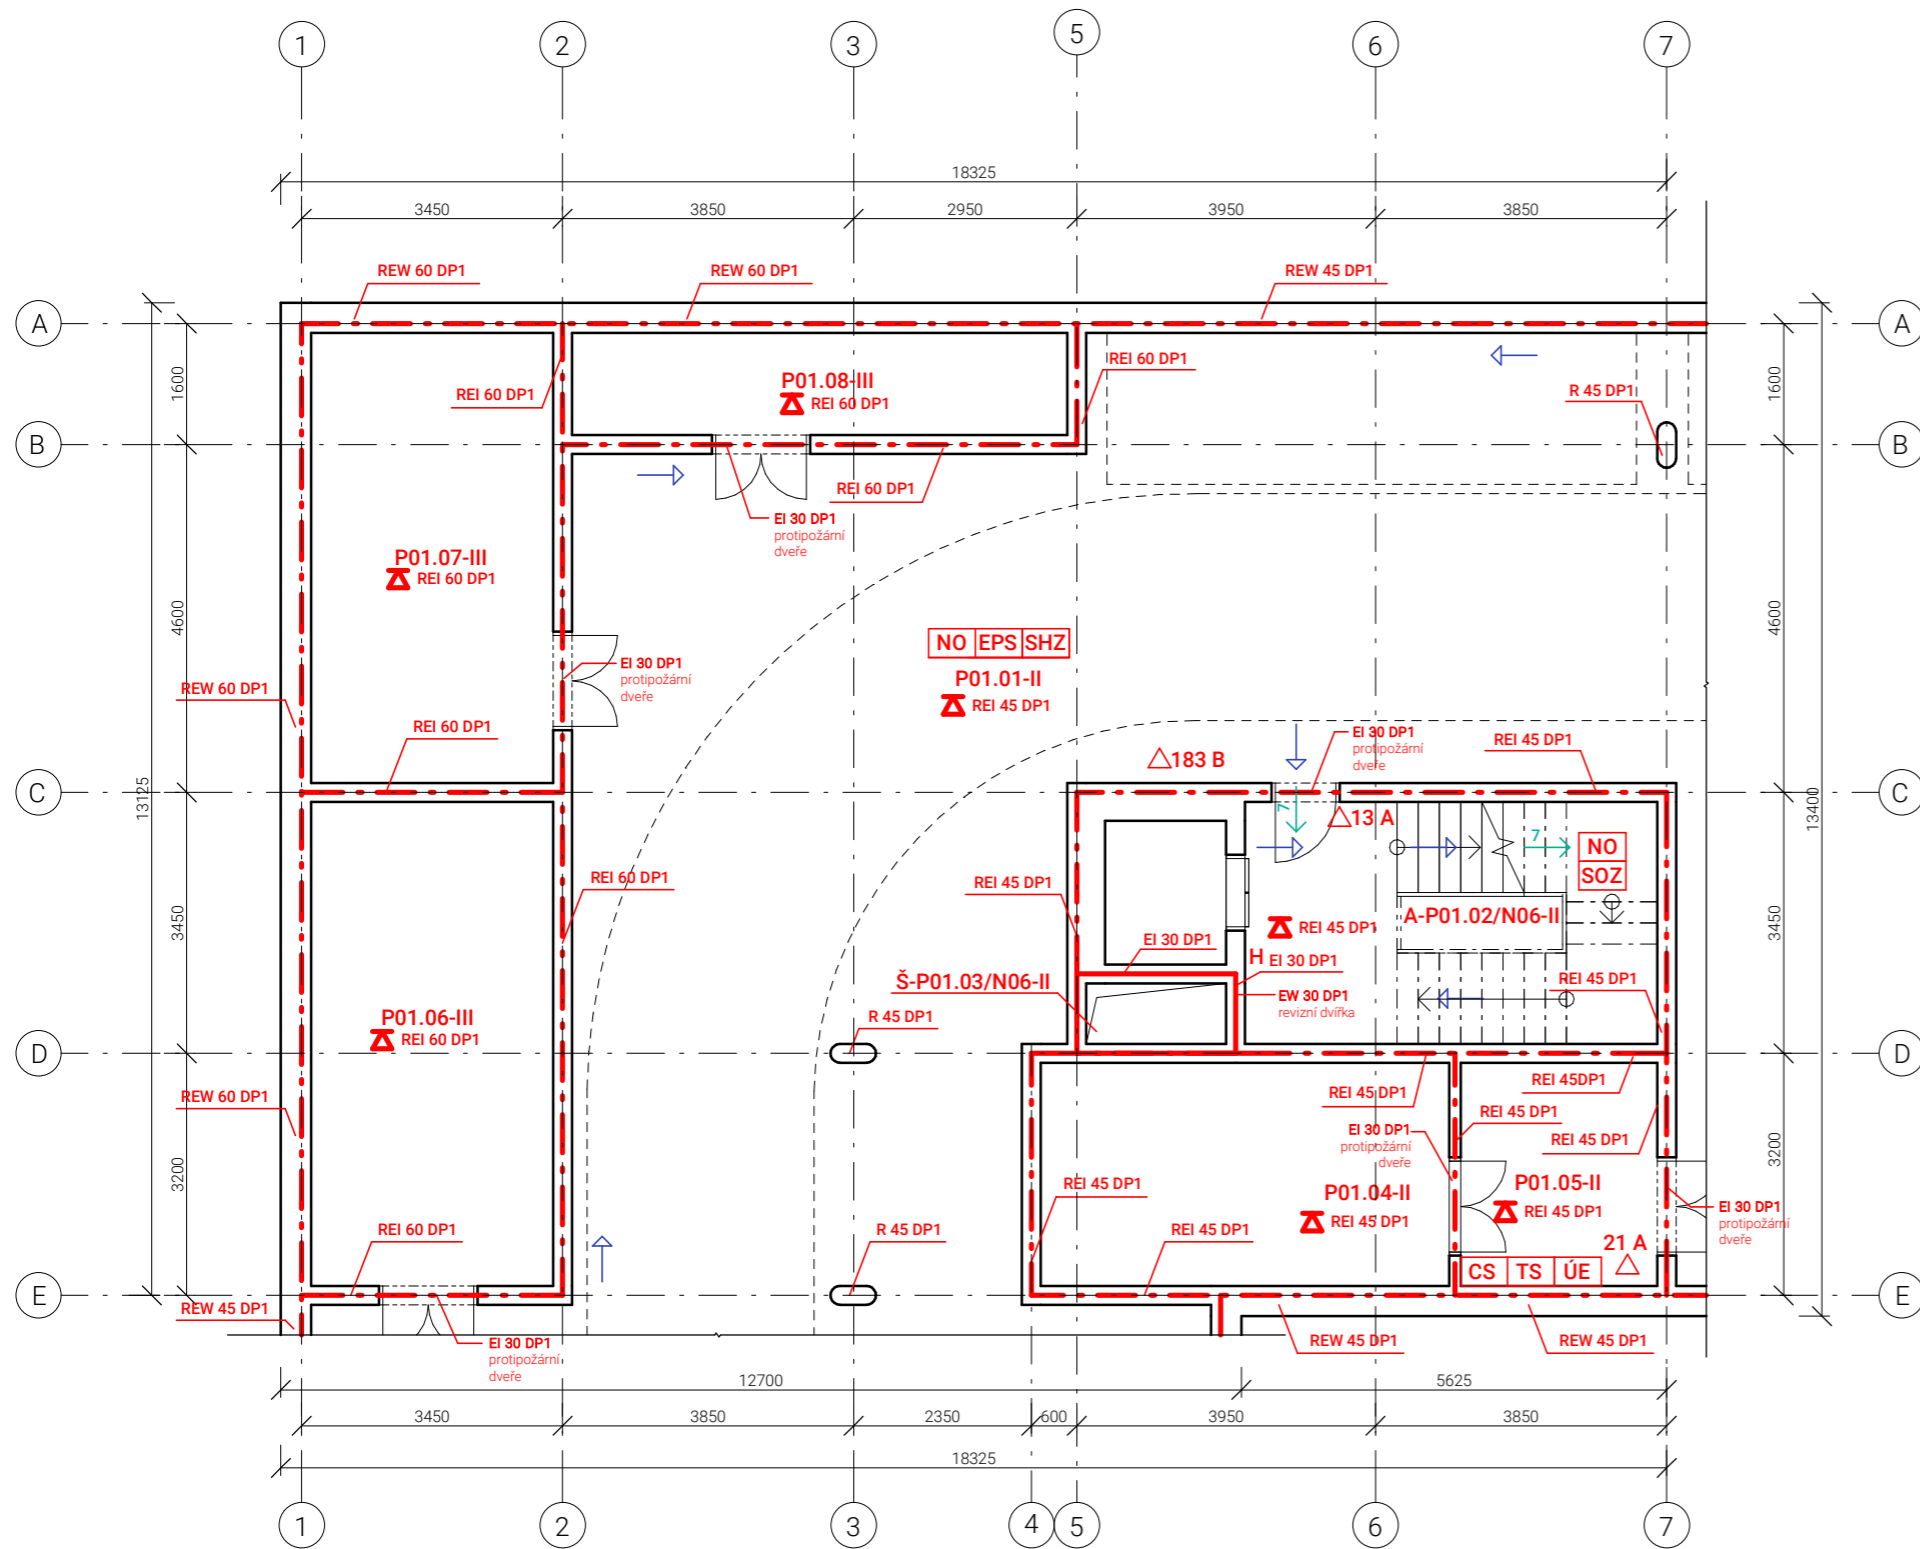 1
2
3
5
6
7
18325
3450
3850
2950
3950
3850
REW 60 DP1
REW 60 DP1
REW 45 DP1
A
A
1600
REI 60 DP1
P01.08-III
REI 60 DP1
REI 60 DP1
R 45 DP1
1600
B
B
REI 60 DP1
EI 30 DP1
protipožární
dveře
P01.07-III
REI 60 DP1
4600
4600
NO
EPS
SHZ
P01.01-II
REI 45 DP1
EI 30 DP1
protipožární
dveře
REW 60 DP1
REI 60 DP1
13125
13400
183 B
EI 30 DP1
protipožární
dveře
REI 45 DP1
C
C
7
13 A
7
NO
SOZ
REI 60 DP1
REI 45 DP1
3450
3450
A-P01.02/N06-II
REI 45 DP1
EI 30 DP1
H
EI 30 DP1
Š-P01.03/N06-II
EW 30 DP1
revizní dvířka
REI 45 DP1
P01.06-III
REI 60 DP1
R 45 DP1
D
D
REW 60 DP1
REI 45 DP1
REI 45DP1
REI 45 DP1
EI 30 DP1
protipožární
dveře
REI 45 DP1
3200
3200
REI 45 DP1
P01.04-II
REI 45 DP1
P01.05-II
REI 45 DP1
EI 30 DP1
protipožární
dveře
REI 60 DP1
R 45 DP1
REI 45 DP1
21 A
CS
TS
ÚE
E
E
REW 45 DP1
EI 30 DP1
protipožární
dveře
REW 45 DP1
REW 45 DP1
12700
5625
3450
3850
2350
600
3950
3850
18325
1
2
3
4
5
6
7